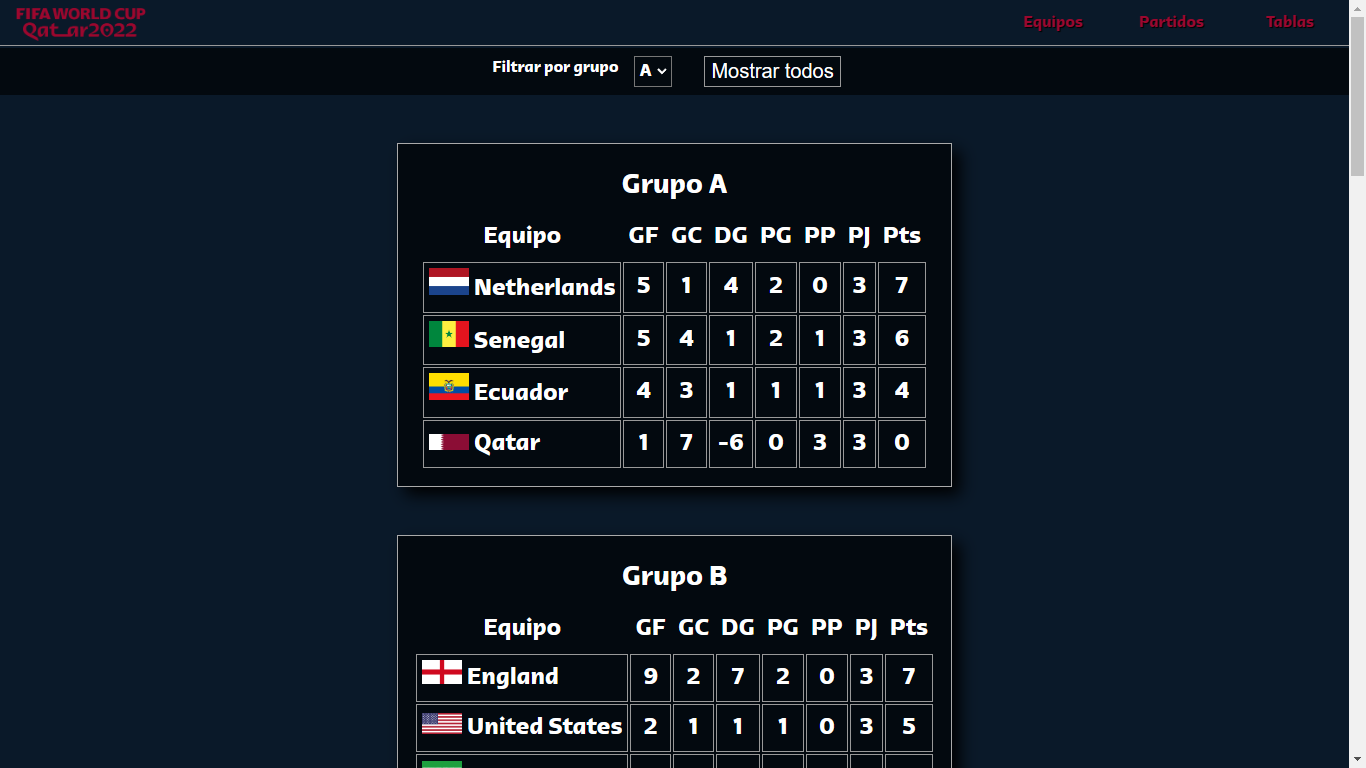 FIFA WORLD CUP
Qatar2022
Equipos Partidos Tablas
Filtrar por grupo A Mostrar todos
Grupo A
Equipo GF GC DG PG PP PJ Pts
Netherlands 5 1 4 2 0 3 7
Senegal 5 4 1 2 1 3 6
Ecuador 4 3 1 1 1 3 4
Qatar 1 7 -6 0 3 3 0
Grupo B
Equipo GF GC DG PG PP PJ Pts
England 9 2 7 2 0 3 7
United States 2 1 1 1 0 3 5